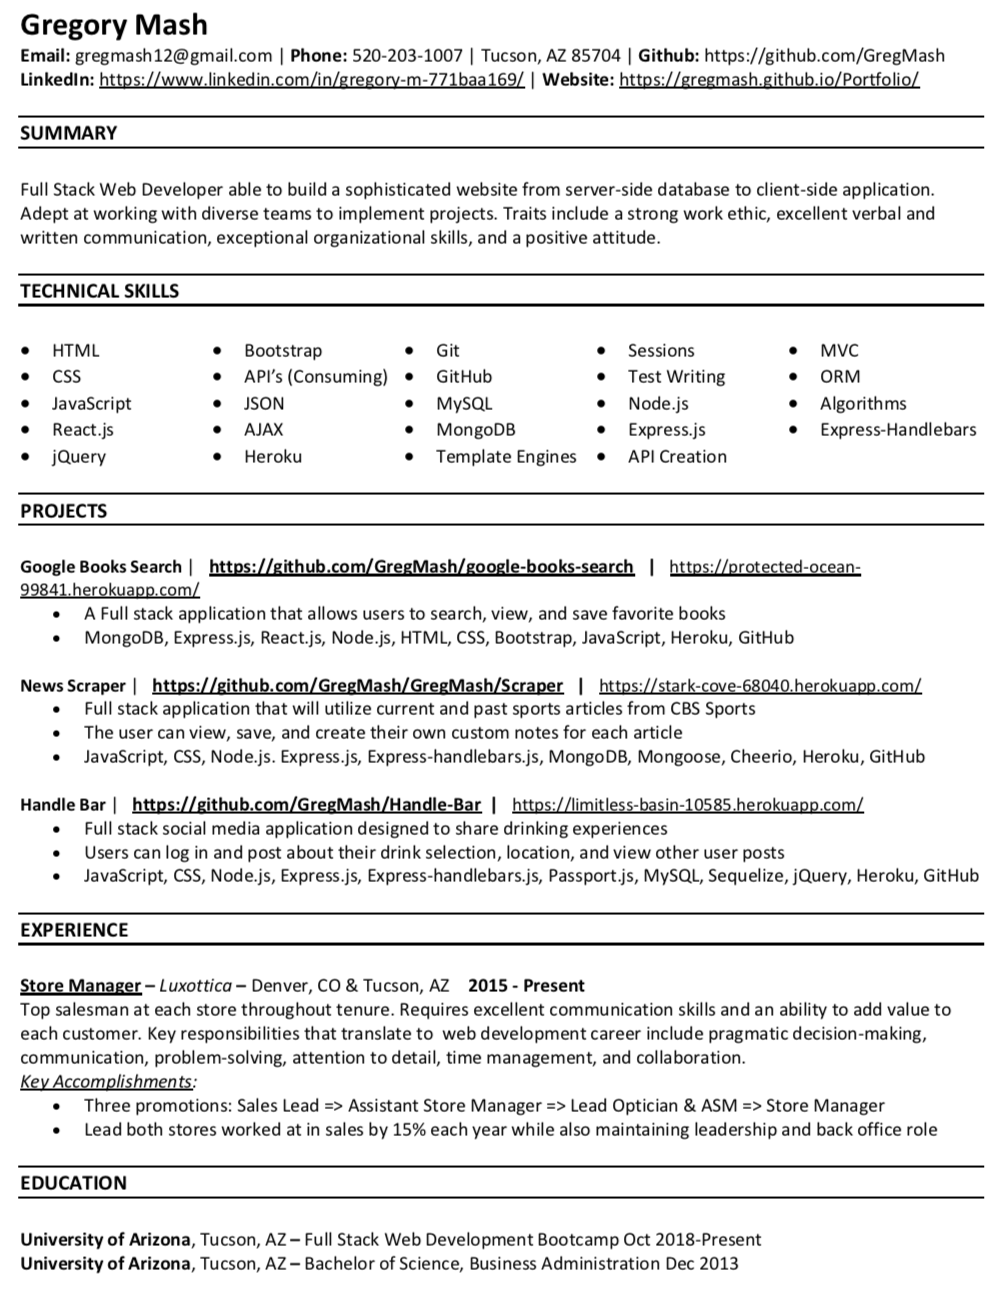 Gregory Mash
Email: gregmash12@gmail.com | Phone: 520-203-1007 | Tucson, AZ 85704 | Github: https://github.com/GregMash
LinkedIn: https://www.linkedin.com/in/gregory-m-771baa169/ | Website: https://gregmash.github.io/Portfolio/
SUMMARY
Full Stack Web Developer able to build a sophisticated website from server-side database to client-side application.
Adept at working with diverse teams to implement projects. Traits include a strong work ethic, excellent verbal and
written communication, exceptional organizational skills, and a positive attitude.
TECHNICAL SKILLS
• HTML • Bootstrap • Git • Sessions • MVC
• CSS • API's (Consuming) • GitHub • Test Writing • ORM
• JavaScript • JSON • MySQL • Node.js • Algorithms
• React.js • AJAX • MongoDB • Express.js • Express-Handlebars
• jQuery • Heroku • Template Engines • API Creation
PROJECTS
Google Books Search | https://github.com/GregMash/google-books-search | https://protected-ocean-
99841.herokuapp.com/
• A Full stack application that allows users to search, view, and save favorite books
• MongoDB, Express.js, React.js, Node.js, HTML, CSS, Bootstrap, JavaScript, Heroku, GitHub
News Scraper | https://github.com/GregMash/GregMash/Scraper | https://stark-cove-68040.herokuapp.com/
• Full stack application that will utilize current and past sports articles from CBS Sports
• The user can view, save, and create their own custom notes for each article
• JavaScript, CSS, Node.js. Express.js, Express-handlebars.js, MongoDB, Mongoose, Cheerio, Heroku, GitHub
Handle Bar | https://github.com/GregMash/Handle-Bar | https://limitless-basin-10585.herokuapp.com/
• Full stack social media application designed to share drinking experiences
• Users can log in and post about their drink selection, location, and view other user posts
• JavaScript, CSS, Node.js, Express.js, Express-handlebars.js, Passport.js, MySQL, Sequelize, jQuery, Heroku, GitHub
EXPERIENCE
Store Manager – Luxottica – Denver, CO & Tucson, AZ 2015 - Present
Top salesman at each store throughout tenure. Requires excellent communication skills and an ability to add value to
each customer. Key responsibilities that translate to web development career include pragmatic decision-making,
communication, problem-solving, attention to detail, time management, and collaboration.
Key Accomplishments:
• Three promotions: Sales Lead => Assistant Store Manager => Lead Optician & ASM => Store Manager
• Lead both stores worked at in sales by 15% each year while also maintaining leadership and back office role
EDUCATION
University of Arizona, Tucson, AZ – Full Stack Web Development Bootcamp Oct 2018-Present
University of Arizona, Tucson, AZ – Bachelor of Science, Business Administration Dec 2013